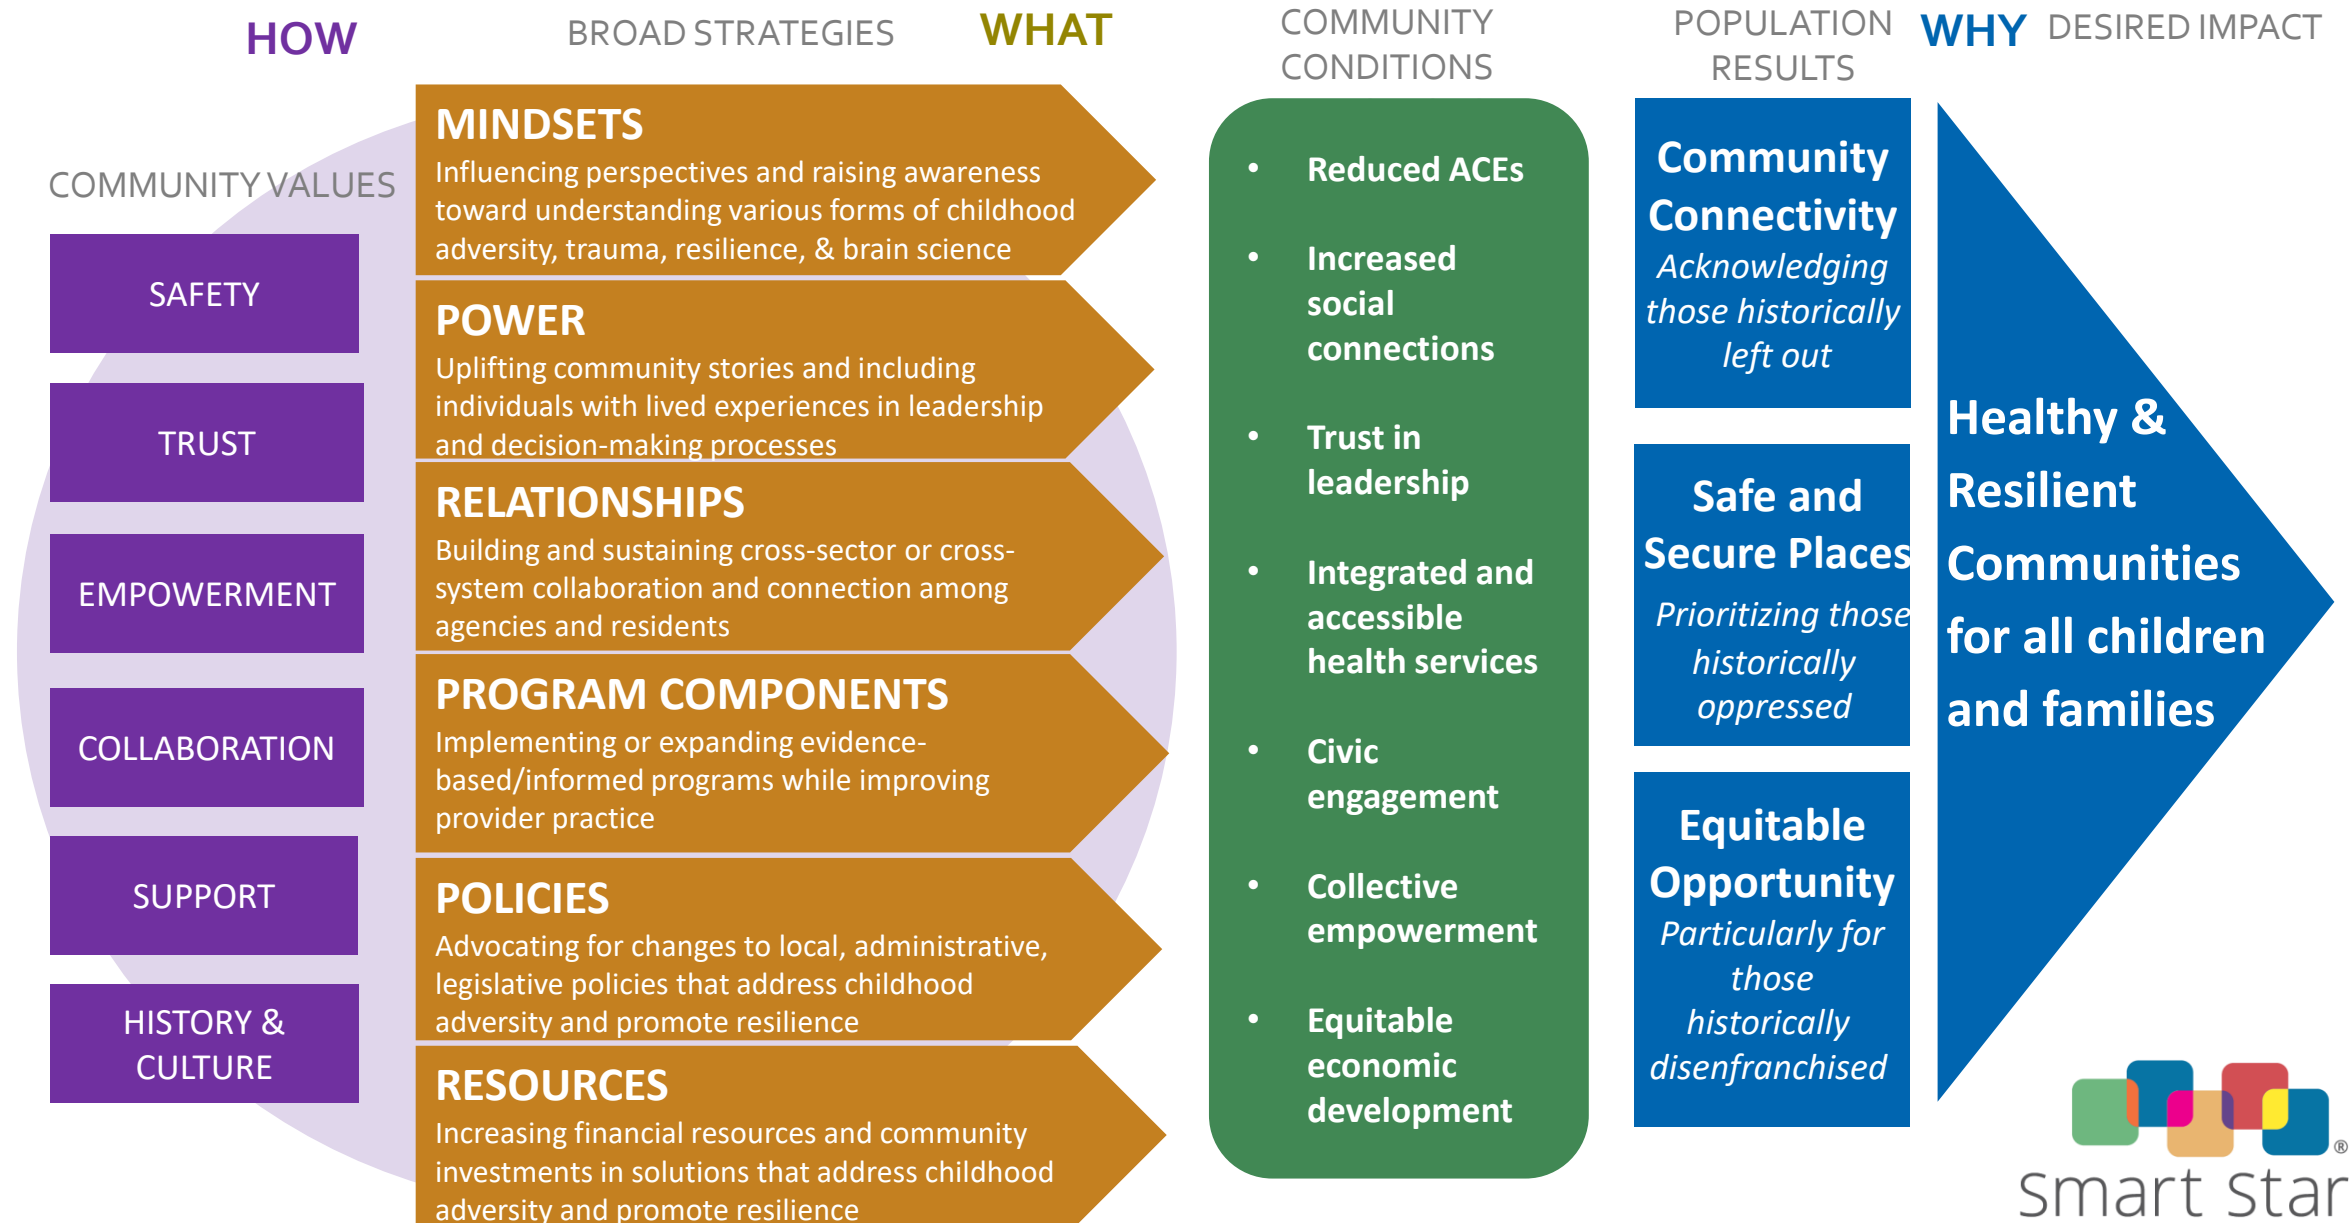 HOW
BROAD STRATEGIES
WHAT
COMMUNITY
CONDITIONS
POPULATION
RESULTS
WHY
DESIRED IMPACT
COMMUNITY VALUES
SAFETY
TRUST
EMPOWERMENT
COLLABORATION
SUPPORT
HISTORY &
CULTURE
MINDSETS
Influencing perspectives and raising awareness
toward understanding various forms of childhood
adversity, trauma, resilience, & brain science
POWER
Uplifting community stories and including
individuals with lived experiences in leadership
and decision-making processes
RELATIONSHIPS
Building and sustaining cross-sector or cross-
system collaboration and connection among
agencies and residents
PROGRAM COMPONENTS
Implementing or expanding evidence-
based/informed programs while improving
provider practice
POLICIES
Advocating for changes to local, administrative,
legislative policies that address childhood
adversity and promote resilience
RESOURCES
Increasing financial resources and community
investments in solutions that address childhood
adversity and promote resilience
• Reduced ACEs
• Increased
social
connections
• Trust in
leadership
• Integrated and
accessible
health services
• Civic
engagement
• Collective
empowerment
• Equitable
economic
development
Community
Connectivity
Acknowledging
those historically
left out
Safe and
Secure Places
Prioritizing those
historically
oppressed
Equitable
Opportunity
Particularly for
those
historically
disenfranchised
Healthy &
Resilient
Communities
for all children
and families
®
Smart Star